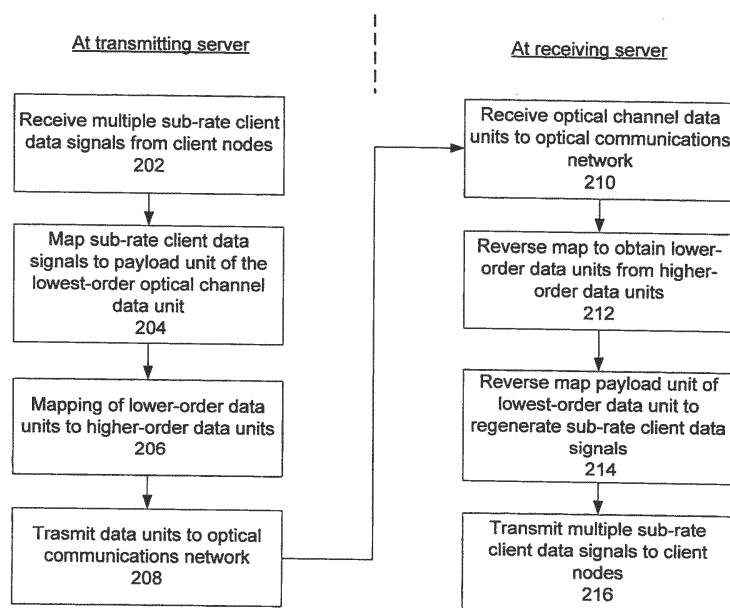 At transmitting server
Receive multiple sub-rate client
data signals from client nodes
202
Map sub-rate client data
signals to payload unit of the
lowest-order optical channel
data unit
204
Mapping of lower-order data
units to higher-order data units
206
Trasmit data units to optical
communications network
208
At receiving server
Receive optical channel data
units to optical communications
network
210
Reverse map to obtain lower-
order data units from higher-
order data units
212
Reverse map payload unit of
lowest-order data unit to
regenerate sub-rate client data
signals
214
Transmit multiple sub-rate
client data signals to client
nodes
216